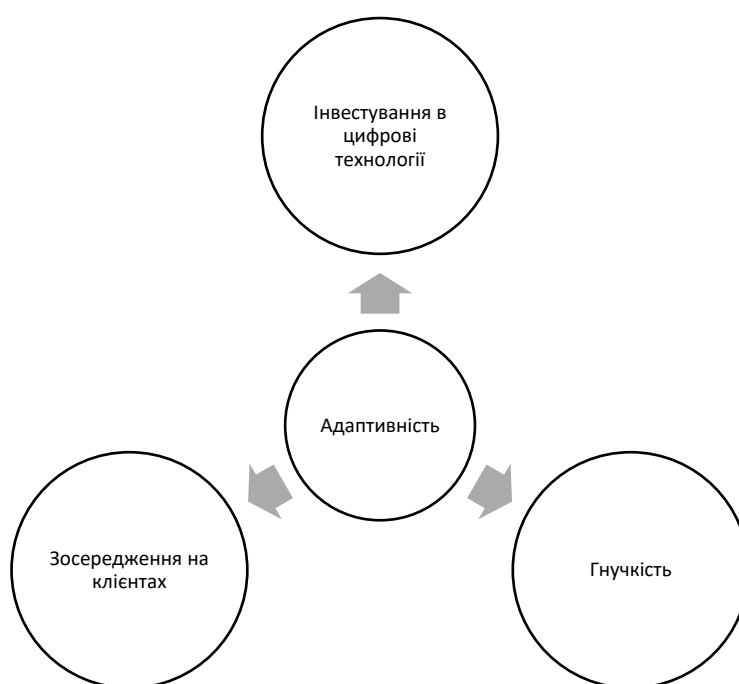 Інвестування в
цифрові
технології
Адаптивність
Зосередження на
клієнтах
Гнучкість